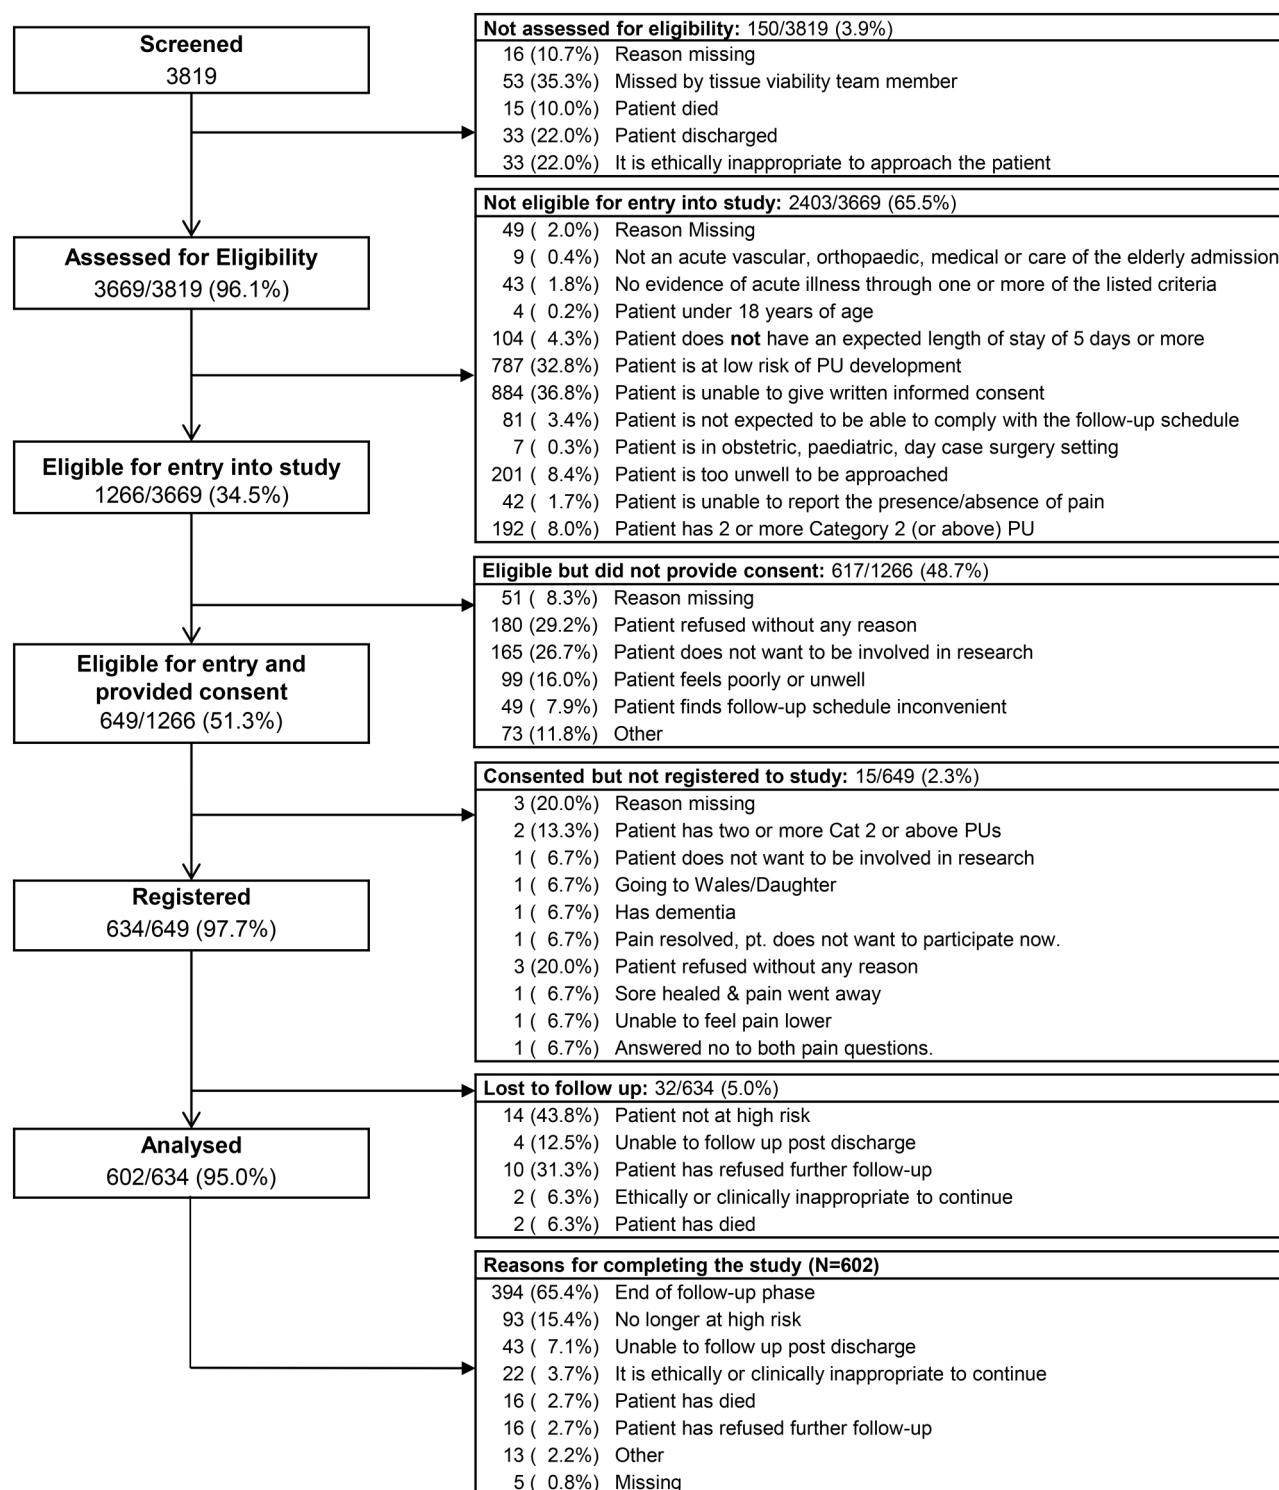 Screened
3819
Not assessed for eligibility: 150/3819 (3.9%)
16 (10.7%) Reason missing
53 (35.3%) Missed by tissue viability team member
15 (10.0%) Patient died
33 (22.0%) Patient discharged
33 (22.0%) It is ethically inappropriate to approach the patient
Assessed for Eligibility
3669/3819 (96.1%)
Not eligible for entry into study: 2403/3669 (65.5%)
49 ( 2.0%) Reason Missing
9 ( 0.4%) Not an acute vascular, orthopaedic, medical or care of the elderly admission
43 ( 1.8%) No evidence of acute illness through one or more of the listed criteria
4 ( 0.2%) Patient under 18 years of age
104 ( 4.3%) Patient does not have an expected length of stay of 5 days or more
787 (32.8%) Patient is at low risk of PU development
884 (36.8%) Patient is unable to give written informed consent
81 ( 3.4%) Patient is not expected to be able to comply with the follow-up schedule
7 ( 0.3%) Patient is in obstetric, paediatric, day case surgery setting
201 ( 8.4%) Patient is too unwell to be approached
42 ( 1.7%) Patient is unable to report the presence/absence of pain
192 ( 8.0%) Patient has 2 or more Category 2 (or above) PU
Eligible for entry into study
1266/3669 (34.5%)
Eligible but did not provide consent: 617/1266 (48.7%)
51 ( 8.3%) Reason missing
180 (29.2%) Patient refused without any reason
165 (26.7%) Patient does not want to be involved in research
99 (16.0%) Patient feels poorly or unwell
49 ( 7.9%) Patient finds follow-up schedule inconvenient
73 (11.8%) Other
Eligible for entry and
provided consent
649/1266 (51.3%)
Consented but not registered to study: 15/649 (2.3%)
3 (20.0%) Reason missing
2 (13.3%) Patient has two or more Cat 2 or above PUs
1 ( 6.7%) Patient does not want to be involved in research
1 ( 6.7%) Going to Wales/Daughter
1 ( 6.7%) Has dementia
1 ( 6.7%) Pain resolved, pt. does not want to participate now.
3 (20.0%) Patient refused without any reason
1 ( 6.7%) Sore healed & pain went away
1 ( 6.7%) Unable to feel pain lower
1 ( 6.7%) Answered no to both pain questions.
Registered
634/649 (97.7%)
Lost to follow up: 32/634 (5.0%)
14 (43.8%) Patient not at high risk
4 (12.5%) Unable to follow up post discharge
10 (31.3%) Patient has refused further follow-up
2 ( 6.3%) Ethically or clinically inappropriate to continue
2 ( 6.3%) Patient has died
Analysed
602/634 (95.0%)
Reasons for completing the study (N=602)
394 (65.4%) End of follow-up phase
93 (15.4%) No longer at high risk
43 ( 7.1%) Unable to follow up post discharge
22 ( 3.7%) It is ethically or clinically inappropriate to continue
16 ( 2.7%) Patient has died
16 ( 2.7%) Patient has refused further follow-up
13 ( 2.2%) Other
5 ( 0.8%) Missing